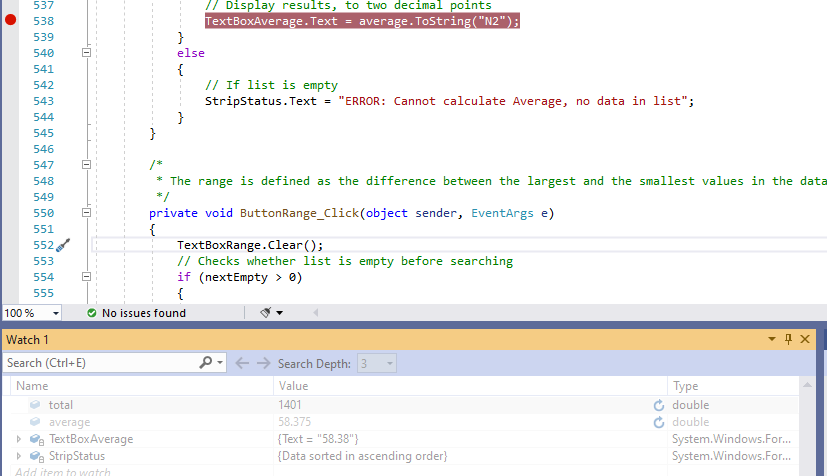 537 // Display results, to two decimal points
538 TextBoxAverage.Text = average.ToString("N2");
539 }
540 else
541 {
542 // If list is empty
543 StripStatus.Text = "ERROR: Cannot calculate Average, no data in list";
544 }
545 }
546
547 /*
548 * The range is defined as the difference between the largest and the smallest values in the data
549 */
550 private void ButtonRange_Click(object sender, EventArgs e)
551 {
552 TextBoxRange.Clear();
553 // Checks whether list is empty before searching
554 if (nextEmpty > 0)
555 {
100 % No issues found
Watch 1
Search (Ctrl+E) Search Depth: 3
Name Value Type
total 1401 double
average 58.375 double
TextBoxAverage {Text = "58.38"} System.Windows.For...
StripStatus {Data sorted in ascending order} System.Windows.For...
Add item to watch